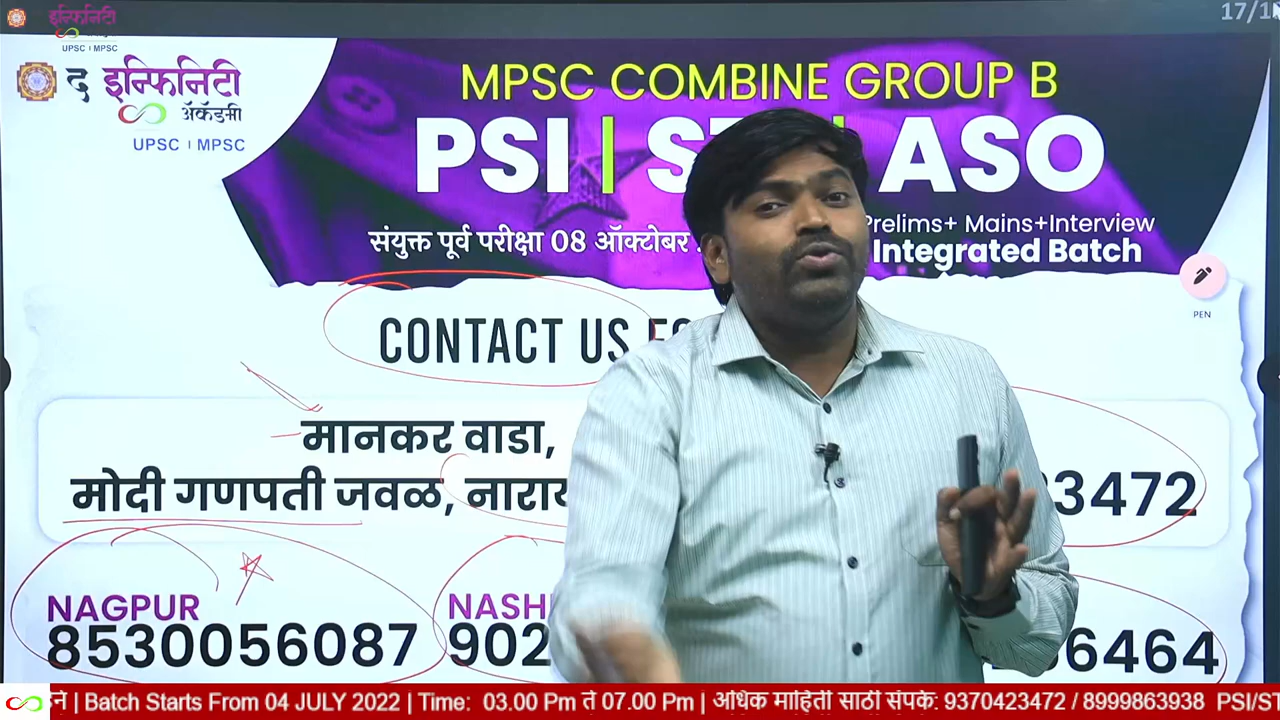 17/1
इन्फिनिटी
UPSC | MPSC
द इन्फिनिटी
ॲकॅडमी
UPSC | MPSC
MPSC COMBINE GROUP B
PSI | S | ASO
संयुक्त पूर्व परीक्षा 08 ऑक्टोबर
Prelims+ Mains+Interview
Integrated Batch
PEN
CONTACT US
मानकर वाडा,
मोदी गणपती जवळ,
3472
NAGPUR
8530056087
902
6464
| Batch Starts From 04 JULY 2022 | Time: 03.00 Pm ते 07.00 Pm | अधिक माहिती साठी संपर्क: 9370423472 / 8999863938 PSI/ST